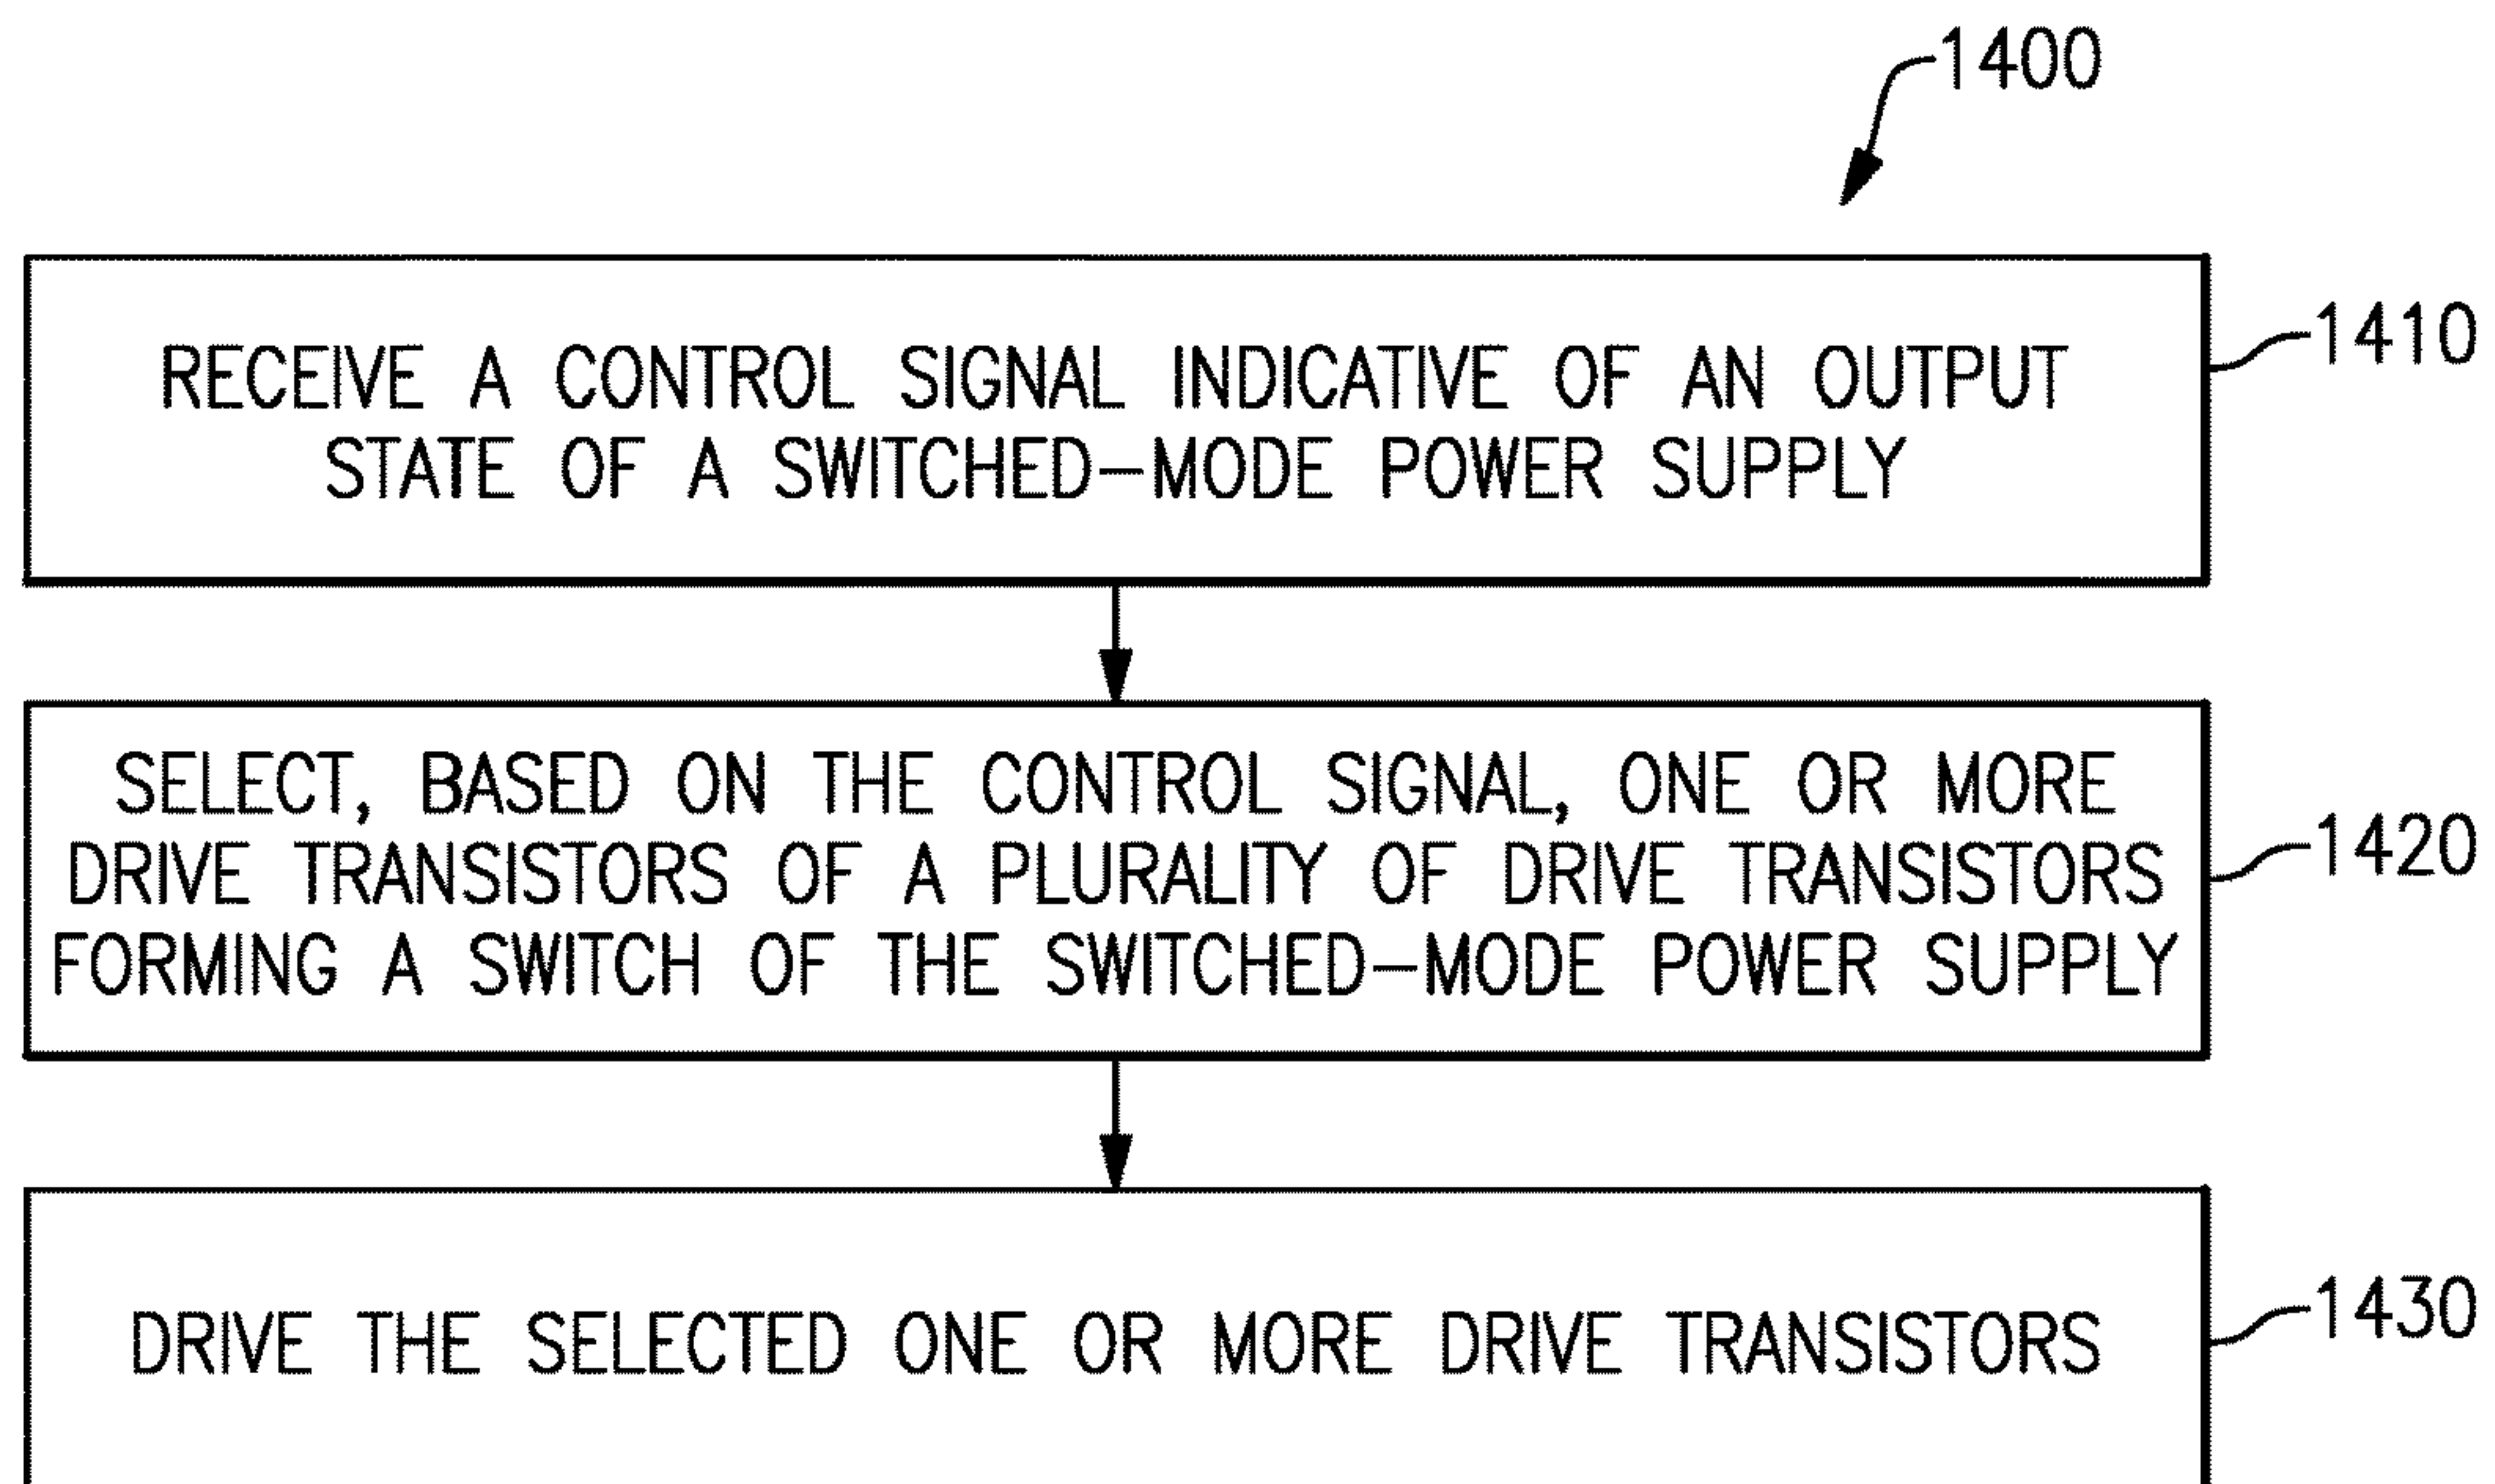 1400
RECEIVE A CONTROL SIGNAL INDICATIVE OF AN OUTPUT
STATE OF A SWITCHED-MODE POWER SUPPLY
1410
SELECT, BASED ON THE CONTROL SIGNAL, ONE OR MORE
DRIVE TRANSISTORS OF A PLURALITY OF DRIVE TRANSISTORS
FORMING A SWITCH OF THE SWITCHED-MODE POWER SUPPLY
1420
DRIVE THE SELECTED ONE OR MORE DRIVE TRANSISTORS
1430